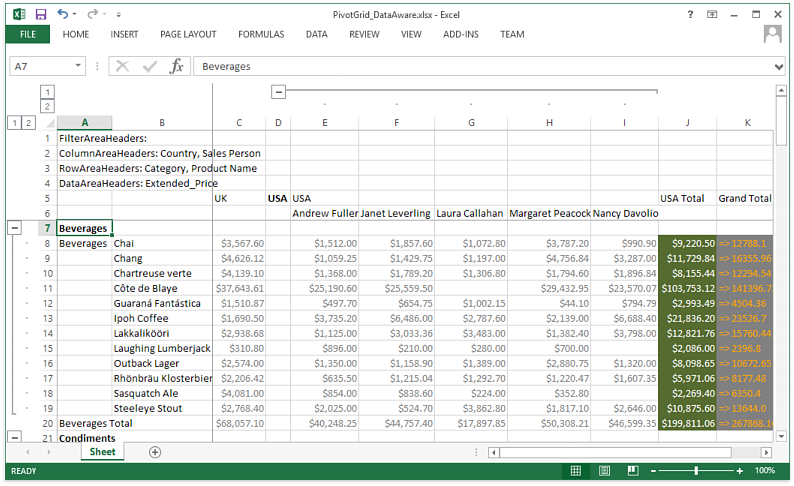 PivotGrid_DataAware.xlsx - Excel
FILE HOME INSERT PAGE LAYOUT FORMULAS DATA REVIEW VIEW ADD-INS TEAM
A7 fx Beverages
1
2
1 2 A B C D E F G H I J K
1 FilterAreaHeaders:
2 ColumnAreaHeaders: Country, Sales Person
3 RowAreaHeaders: Category, Product Name
4 DataAreaHeaders: Extended_Price
5 UK USA USA USA Total Grand Total
6 Andrew Fuller Janet Leverling Laura Callahan Margaret Peacock Nancy Davolio
7 Beverages
8 Beverages Chai $3,567.60 $1,512.00 $1,857.60 $1,072.80 $3,787.20 $990.90 $9,220.50 => 12788.1
9 Chang $4,626.12 $1,059.25 $1,429.75 $1,197.00 $4,756.84 $3,287.00 $11,729.84 => 16355.96
10 Chartreuse verte $4,139.10 $1,368.00 $1,789.20 $1,306.80 $1,794.60 $1,896.84 $8,155.44 => 12294.54
11 Côte de Blaye $37,643.61 $25,190.60 $25,559.50 $29,432.95 $23,570.07 $103,753.12 => 141396.7
12 Guaraná Fantástica $1,510.87 $497.70 $654.75 $1,002.15 $44.10 $794.79 $2,993.49 => 4504.36
13 Ipoh Coffee $1,690.50 $3,735.20 $6,486.00 $2,787.60 $2,139.00 $6,688.40 $21,836.20 => 23526.7
14 Lakkalikööri $2,938.68 $1,125.00 $3,033.36 $3,483.00 $1,382.40 $3,798.00 $12,821.76 => 15760.44
15 Laughing Lumberjack $310.80 $896.00 $210.00 $280.00 $700.00 $2,086.00 => 2396.8
16 Outback Lager $2,574.00 $1,350.00 $1,158.90 $1,389.00 $2,880.75 $1,320.00 $8,098.65 => 10672.65
17 Rhönbräu Klosterbier $2,206.42 $635.50 $1,215.04 $1,292.70 $1,220.47 $1,607.35 $5,971.06 => 8177.48
18 Sasquatch Ale $4,081.00 $854.00 $838.60 $224.00 $352.80 $2,269.40 => 6350.4
19 Steeleye Stout $2,768.40 $2,025.00 $524.70 $3,862.80 $1,817.10 $2,646.00 $10,875.60 => 13644.0
20 Beverages Total $68,057.10 $40,248.25 $44,757.40 $17,897.85 $50,308.21 $46,599.35 $199,811.06 => 267868.1
21 Condiments
Sheet
READY 100%